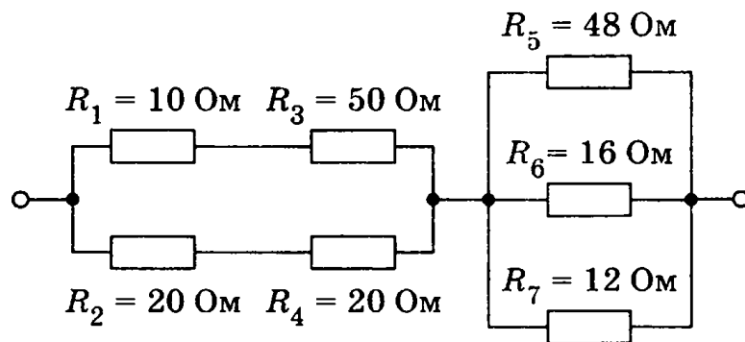 R₅ = 48 Ом
R₁ = 10 Ом R₃ = 50 Ом
R₆= 16 Ом
R₂ = 20 Ом R₄ = 20 Ом
R₇ = 12 Ом